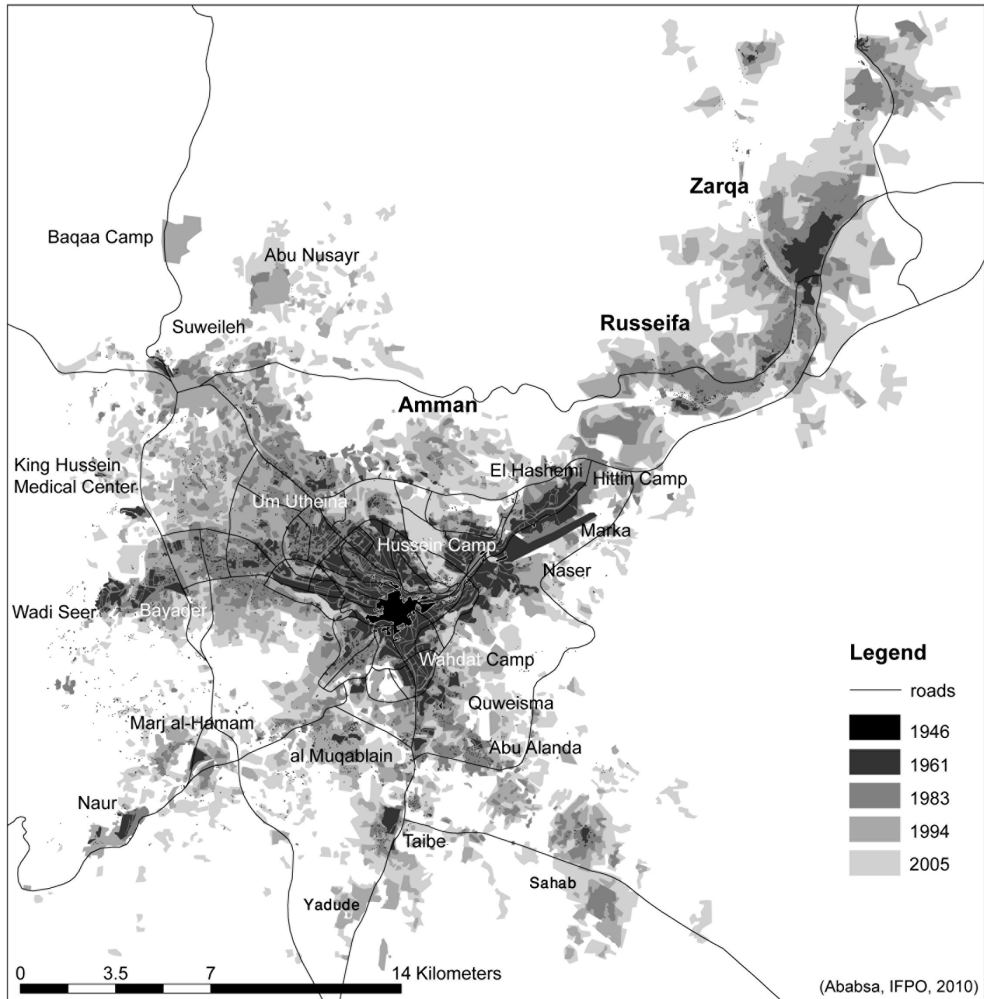 Zarqa
Baqaa Camp
Abu Nusayr
Suweileh
Russeifa
Amman
King Hussein
Medical Center
El Hashemi
Hittin Camp
Um Utheina
Marka
Hussein Camp
Naser
Wadi Seer
Bayader
Wahdat Camp
Quweisma
Marj al-Hamam
al Muqablain
Abu Alanda
Naur
Taibe
Sahab
Yadude
Legend
roads
1946
1961
1983
1994
2005
0 3.5 7 14 Kilometers
(Ababsa, IFPO, 2010)